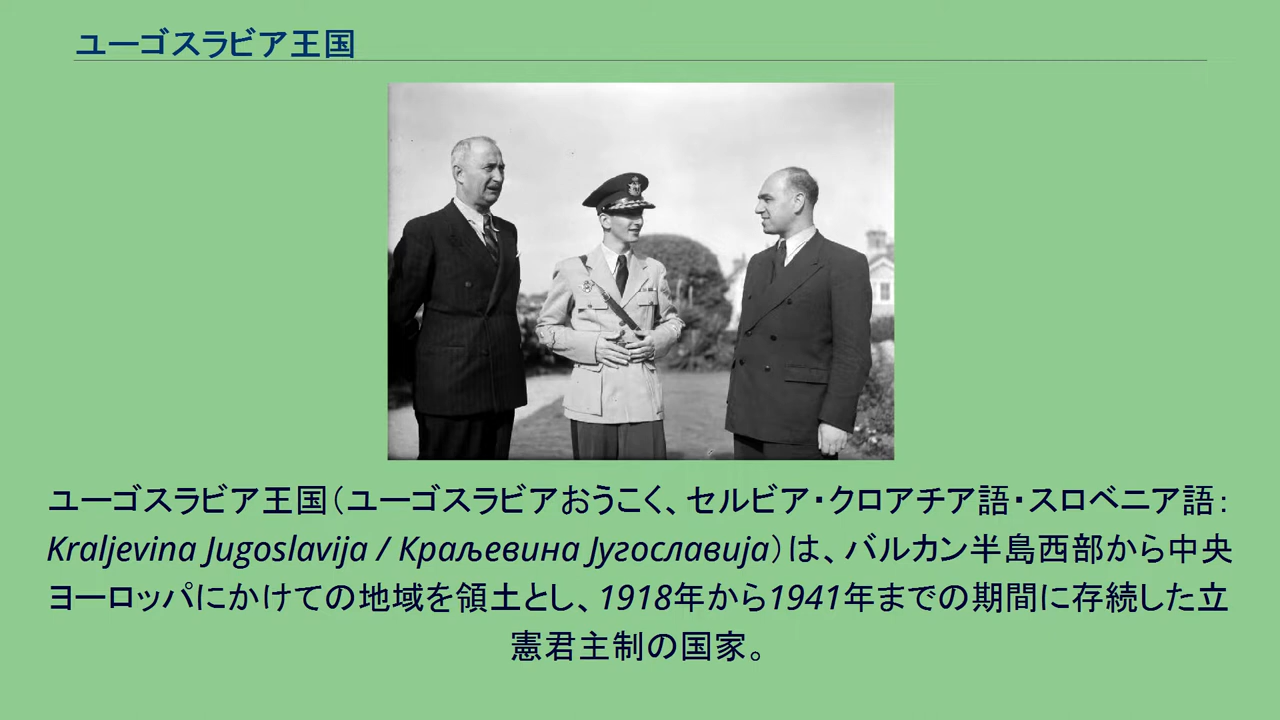 ユーゴスラビア王国
ユーゴスラビア王国（ユーゴスラビアおうこく、セルビア・クロアチア語・スロベニア語：
Kraljevina Jugoslavija / Краљевина Југославија）は、バルカン半島西部から中央
ヨーロッパにかけての地域を領土とし、1918年から1941年までの期間に存続した立
憲君主制の国家。